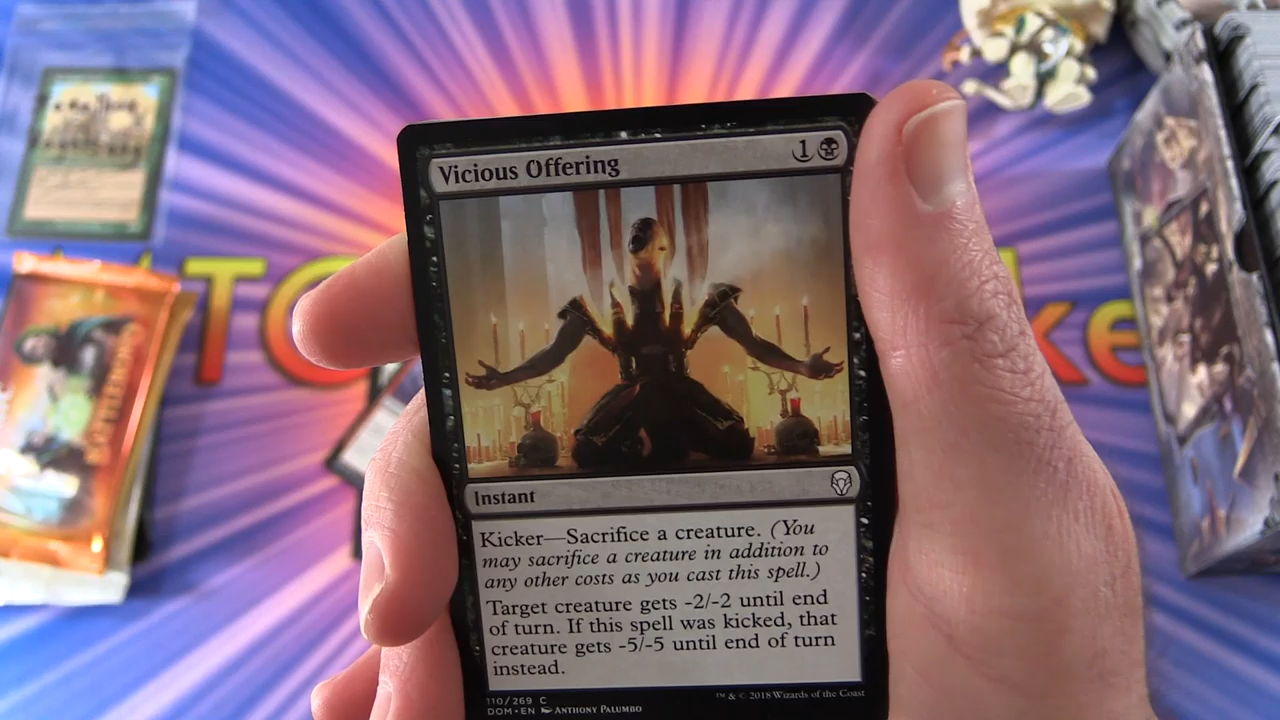 Vicious Offering
1
Instant
Kicker—Sacrifice a creature. (You
may sacrifice a creature in addition to
any other costs as you cast this spell.)
Target creature gets -2/-2 until end
of turn. If this spell was kicked, that
creature gets -5/-5 until end of turn
instead.
110/269 C
DOM • EN ANTHONY PALUMBO
™ & © 2018 Wizards of the Coast